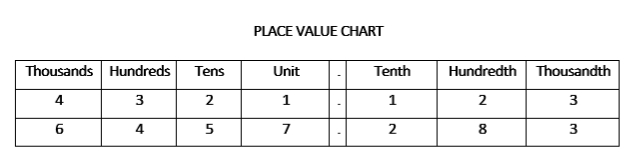 PLACE VALUE CHART
Thousands Hundreds Tens Unit . Tenth Hundredth Thousandth
4 3 2 1 . 1 2 3
6 4 5 7 . 2 8 3